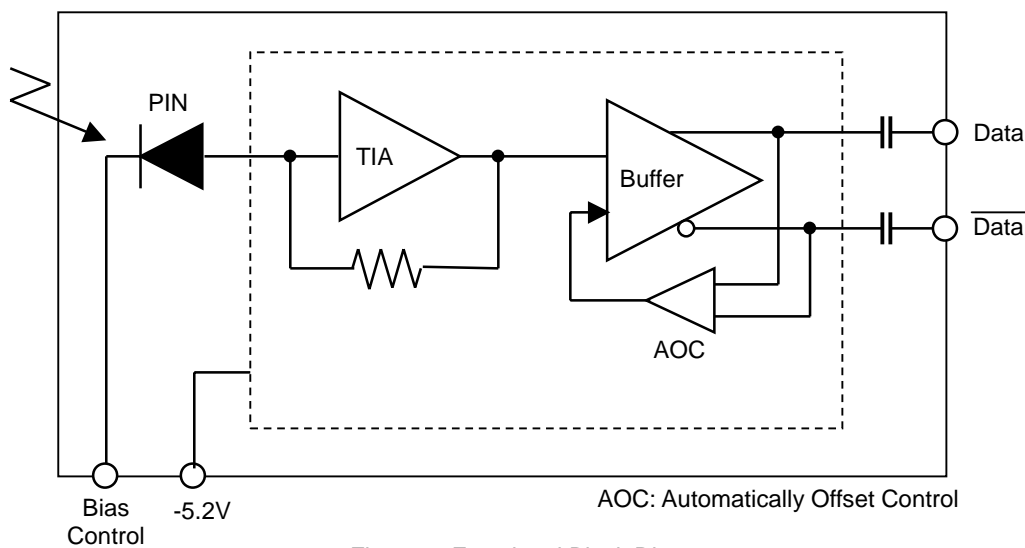 PIN
TIA
Buffer
Data
Data
AOC
Bias
Control
-5.2V
AOC: Automatically Offset Control